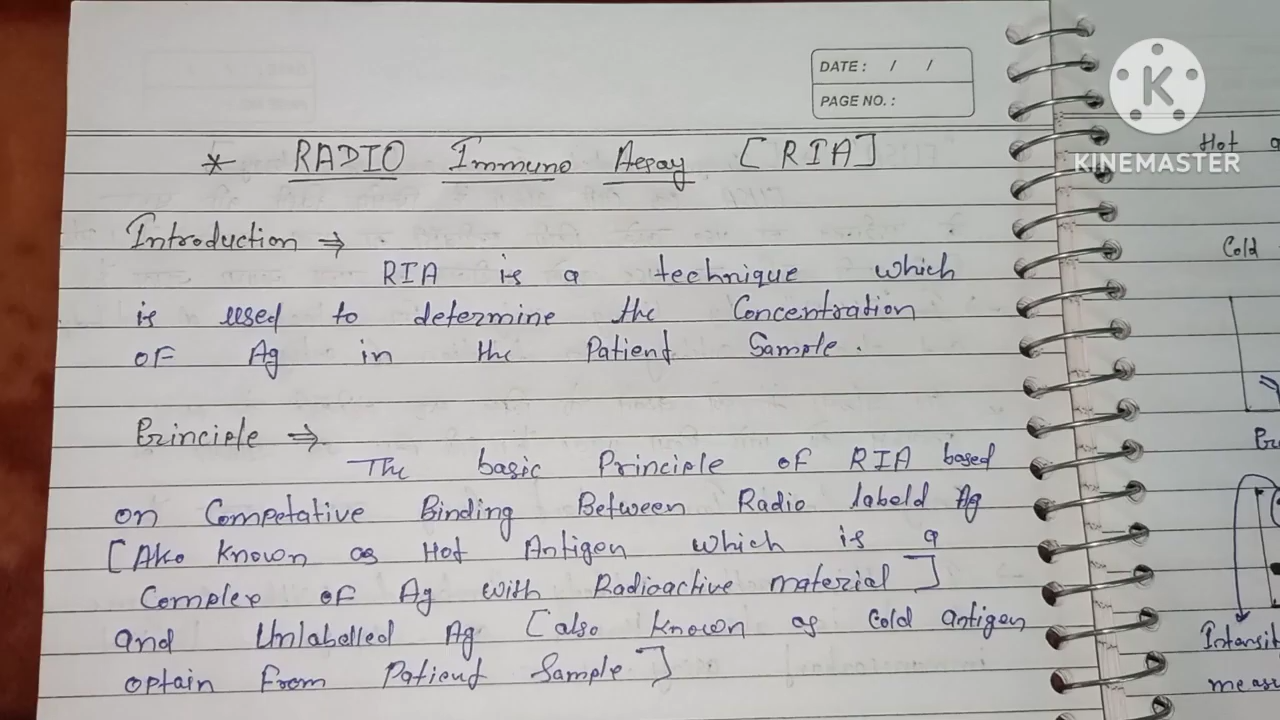 DATE: / /
PAGE NO.:
* RADIO Immuno Assay [RIA]
Introduction ⇒
RIA is a technique which
is used to determine the Concentration
of Ag in the Patient Sample.
Principle ⇒
The basic Principle of RIA based
on Competative Binding Between Radio labeld Ag
[Also known as Hot Antigen which is a
Complex of Ag with Radioactive material]
and Unlabelled Ag [also known as Cold antigen
optain from Patient Sample]
KINEMASTER
Hot
Cold